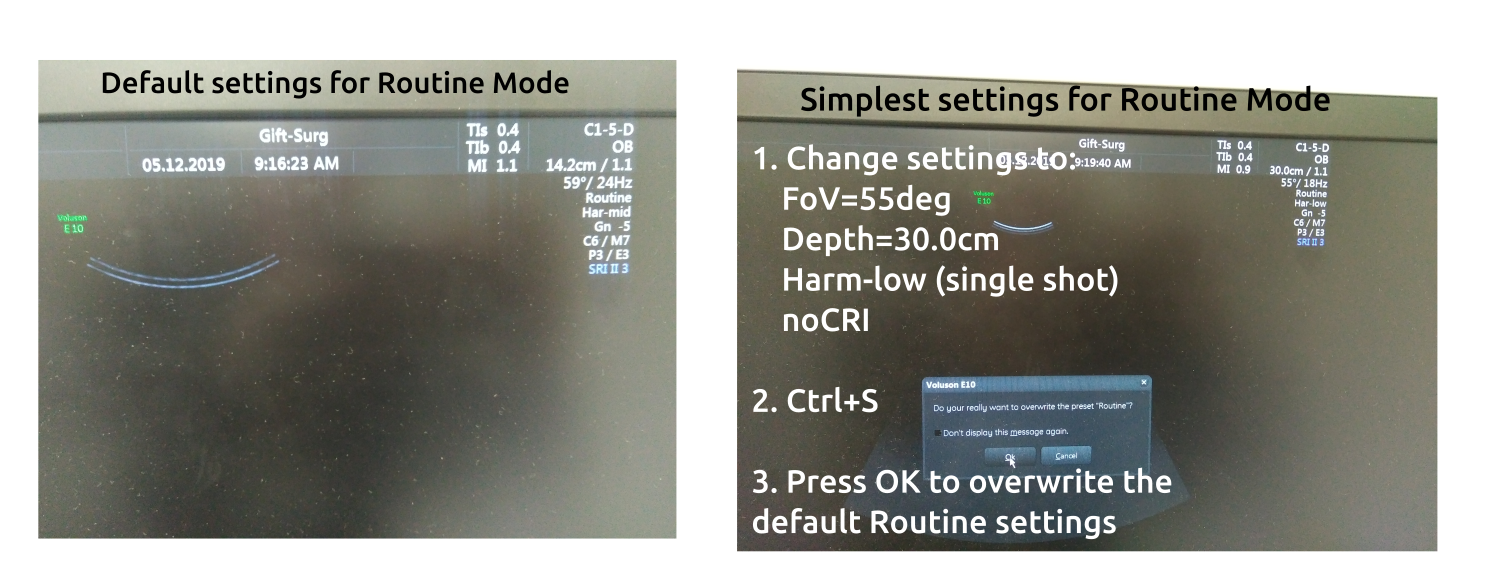 Default settings for Routine Mode
Gift-Surg
05.12.2019 9:16:23 AM
TIs 0.4
TIb 0.4
MI 1.1
C1-5-D
OB
14.2cm / 1.1
59°/ 24Hz
Routine
Har-mid
Gn -5
C6 / M7
P3 / E3
SRI II 3
Voluson
E 10
Simplest settings for Routine Mode
Gift-Surg
9:19:40 AM
TIs 0.4
TIb 0.4
MI 0.9
C1-5-D
OB
30.0cm / 1.1
55°/ 18Hz
Routine
Har-low
Gn -5
C6 / M7
P3 / E3
SRI II 3
Voluson
E 10
1. Change settings to:
FoV=55deg
Depth=30.0cm
Harm-low (single shot)
noCRI
2. Ctrl+S
Voluson E10
Do your really want to overwrite the preset "Routine"?
Don't display this message again.
Ok Cancel
3. Press OK to overwrite the
default Routine settings